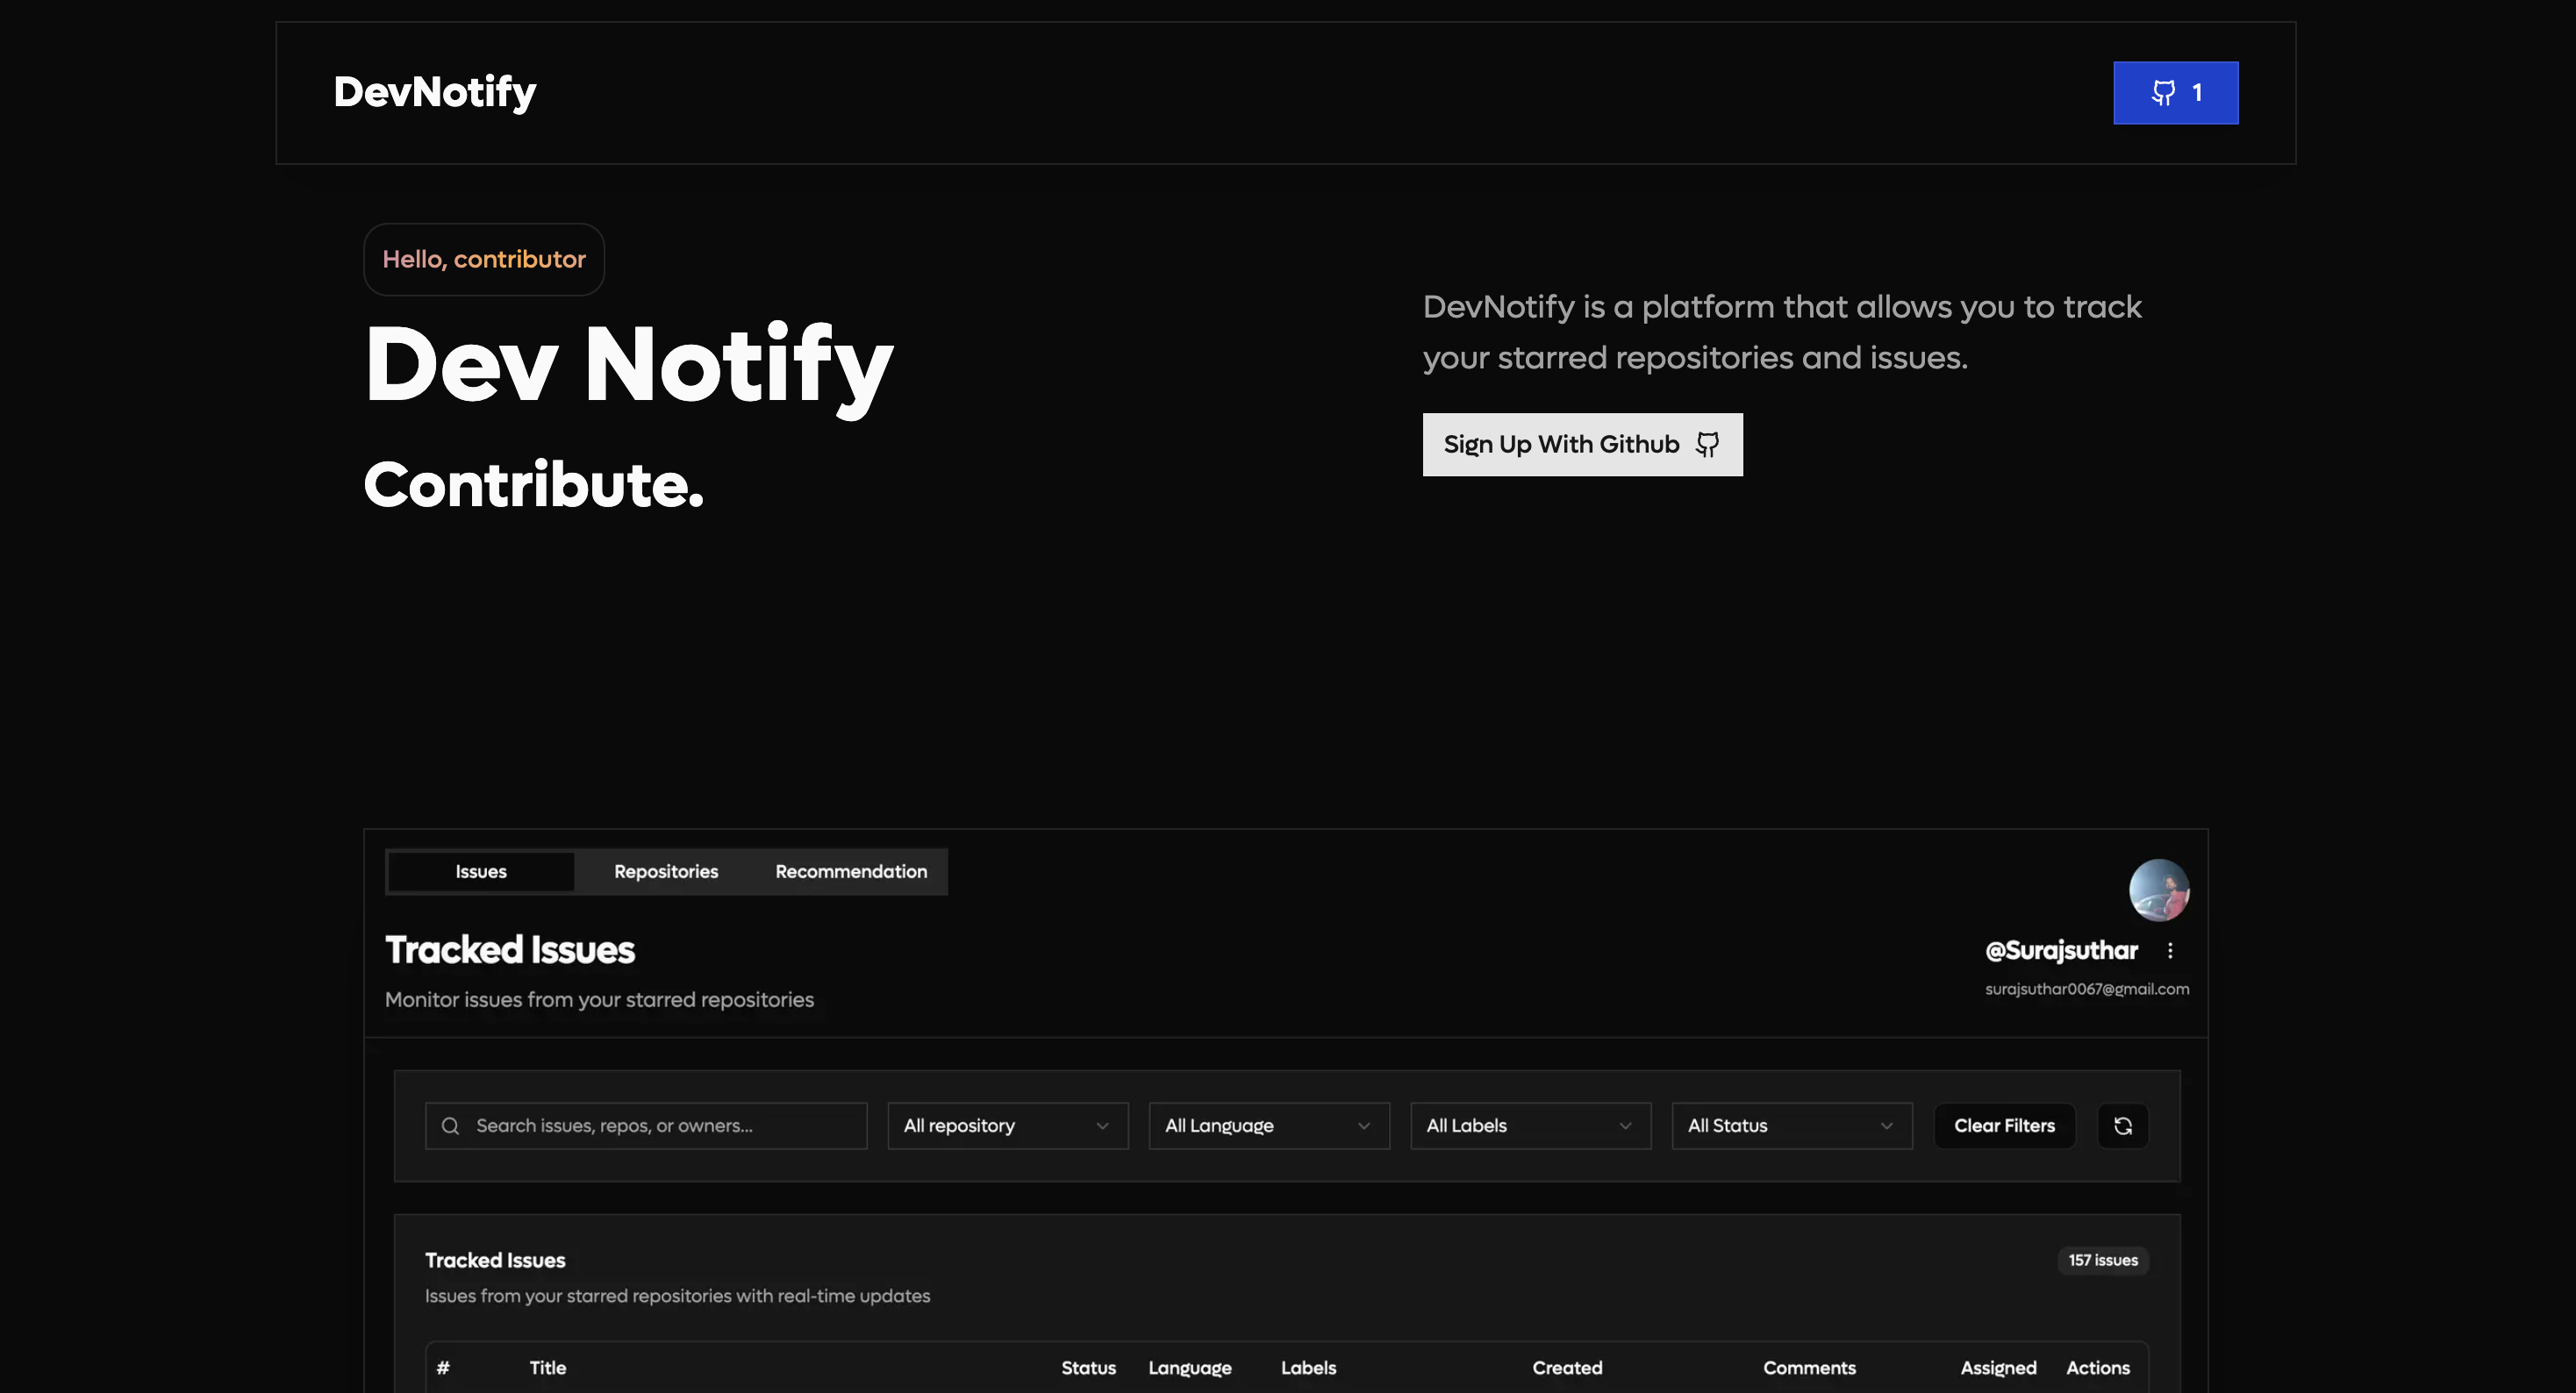 DevNotify
1
Hello, contributor
Dev Notify
Contribute.
DevNotify is a platform that allows you to track
your starred repositories and issues.
Sign Up With Github
Issues Repositories Recommendation
Tracked Issues
Monitor issues from your starred repositories
@Surajsuthar
surajsuthar0067@gmail.com
Search issues, repos, or owners... All repository All Language All Labels All Status Clear Filters
Tracked Issues
157 issues
Issues from your starred repositories with real-time updates
# Title Status Language Labels Created Comments Assigned Actions